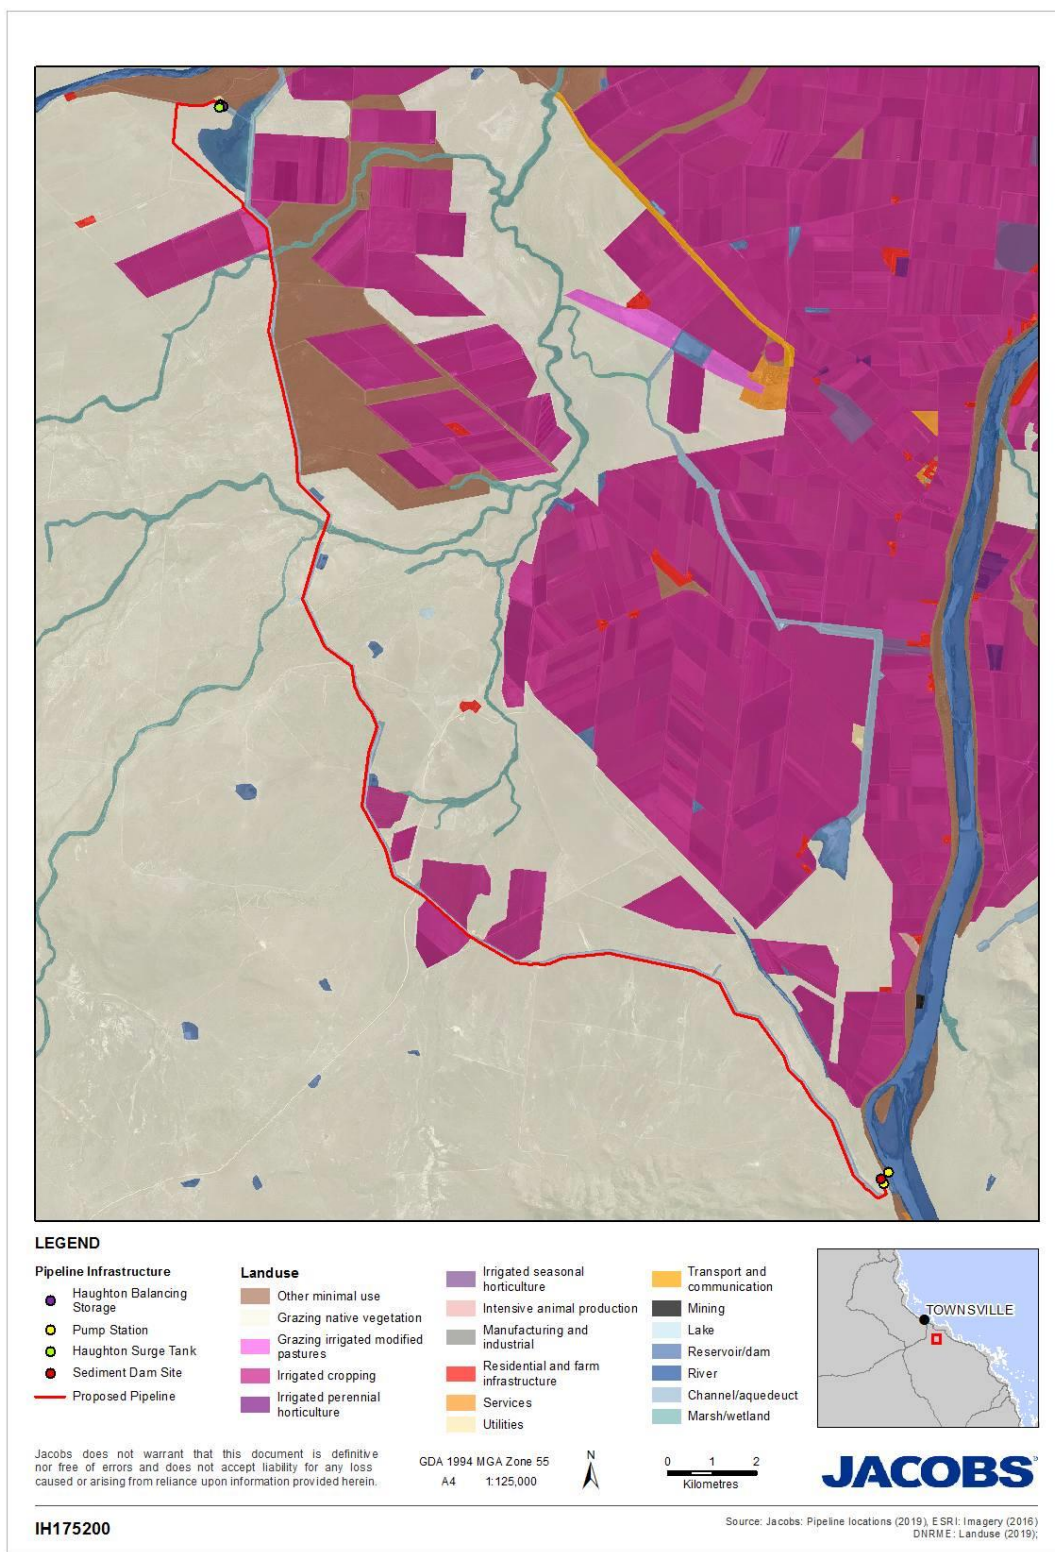 LEGEND
Pipeline Infrastructure
Haughton Balancing
Storage
Pump Station
Haughton Surge Tank
Sediment Dam Site
Proposed Pipeline
Landuse
Other minimal use
Grazing native vegetation
Grazing irrigated modified
pastures
Irrigated cropping
Irrigated perennial
horticulture
Irrigated seasonal
horticulture
Intensive animal production
Manufacturing and
industrial
Residential and farm
infrastructure
Services
Utilities
Transport and
communication
Mining
Lake
Reservoir/dam
River
Channel/aquedeuct
Marsh/wetland
TOWNSVILLE
Jacobs does not warrant that this document is definitive
nor free of errors and does not accept liability for any loss
caused or arising from reliance upon information provided herein.
GDA 1994 MGA Zone 55
A4 1:125,000
N
0 1 2
Kilometres
JACOBS
IH175200
Source: Jacobs: Pipeline locations (2019), ESRI: Imagery (2016)
DNRME: Landuse (2019);